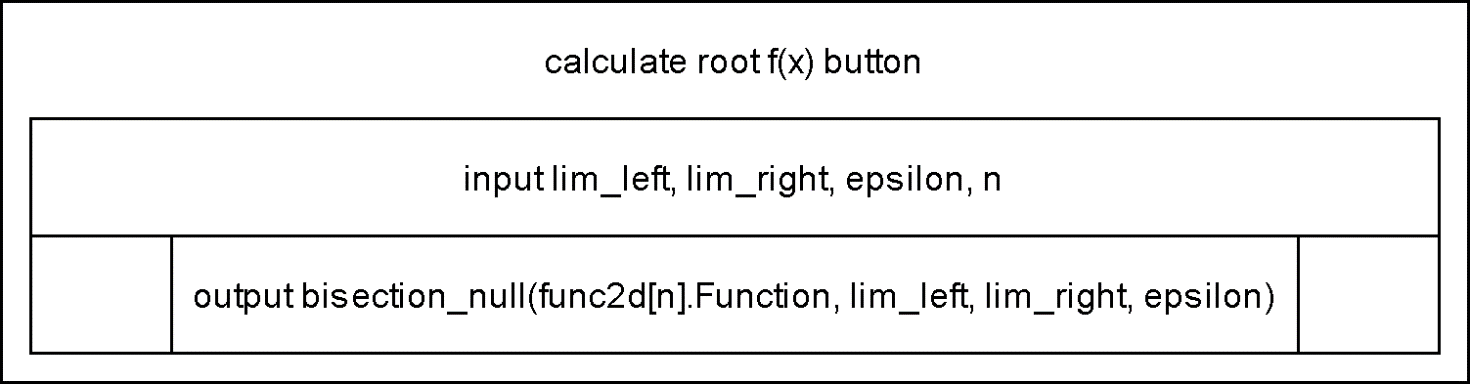 calculate root f(x) button
input lim_left, lim_right, epsilon, n
output bisection_null(func2d[n].Function, lim_left, lim_right, epsilon)